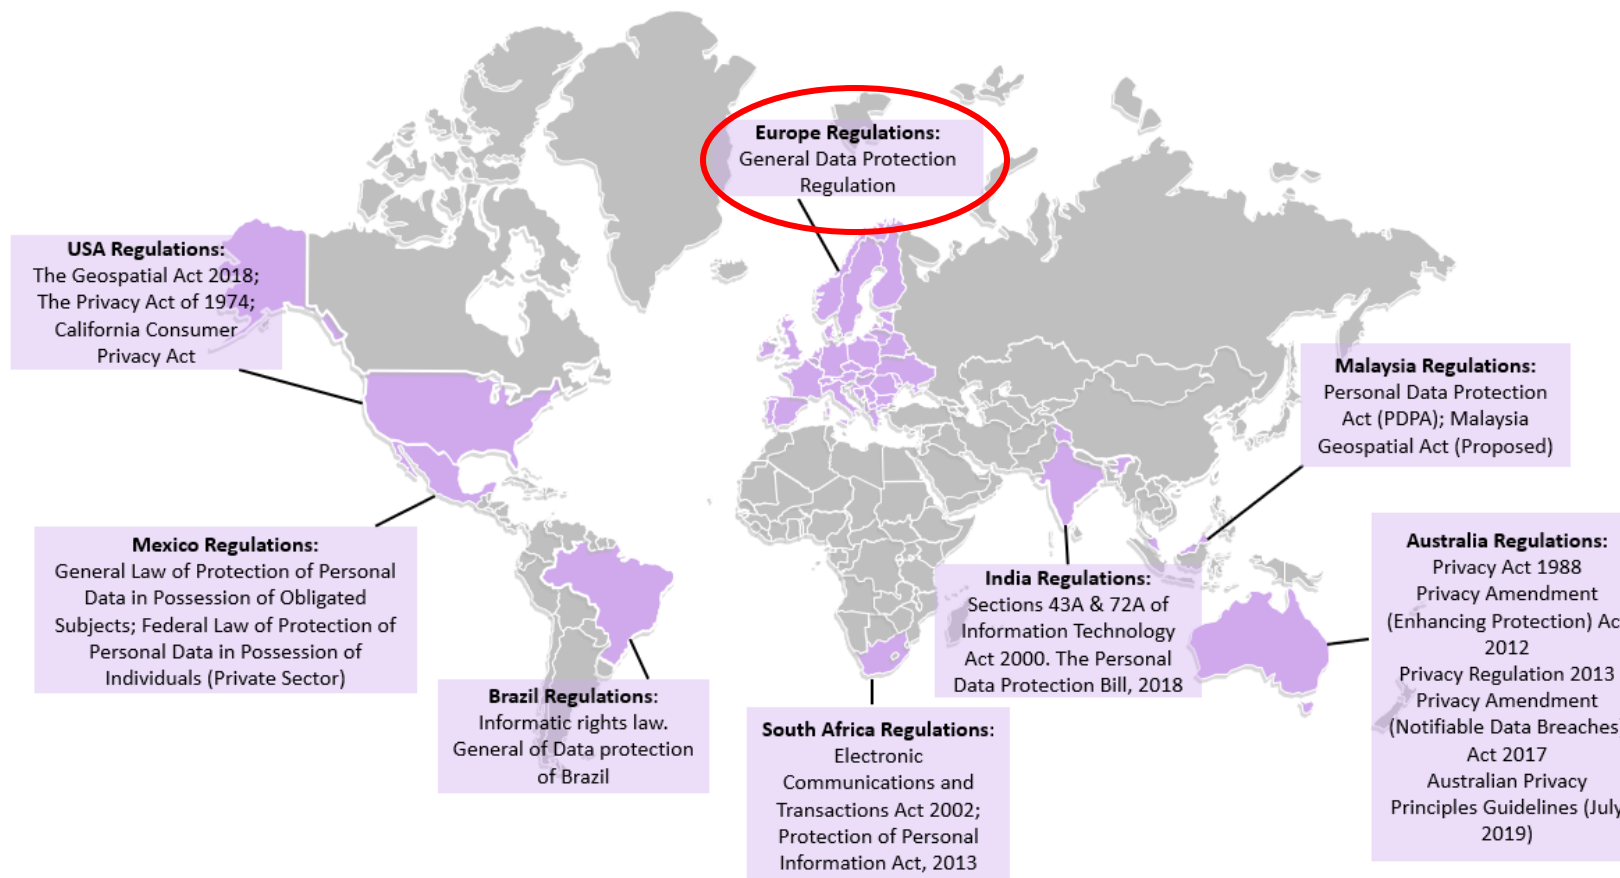 Europe Regulations:
General Data Protection
Regulation
USA Regulations:
The Geospatial Act 2018;
The Privacy Act of 1974;
California Consumer
Privacy Act
Malaysia Regulations:
Personal Data Protection
Act (PDPA); Malaysia
Geospatial Act (Proposed)
Mexico Regulations:
General Law of Protection of Personal
Data in Possession of Obligated
Subjects; Federal Law of Protection of
Personal Data in Possession of
Individuals (Private Sector)
Brazil Regulations:
Informatic rights law.
General of Data protection
of Brazil
South Africa Regulations:
Electronic
Communications and
Transactions Act 2002;
Protection of Personal
Information Act, 2013
India Regulations:
Sections 43A & 72A of
Information Technology
Act 2000. The Personal
Data Protection Bill, 2018
Australia Regulations:
Privacy Act 1988
Privacy Amendment
(Enhancing Protection) Ac
2012
Privacy Regulation 2013
Privacy Amendment
(Notifiable Data Breaches)
Act 2017
Australian Privacy
Principles Guidelines (July
2019)